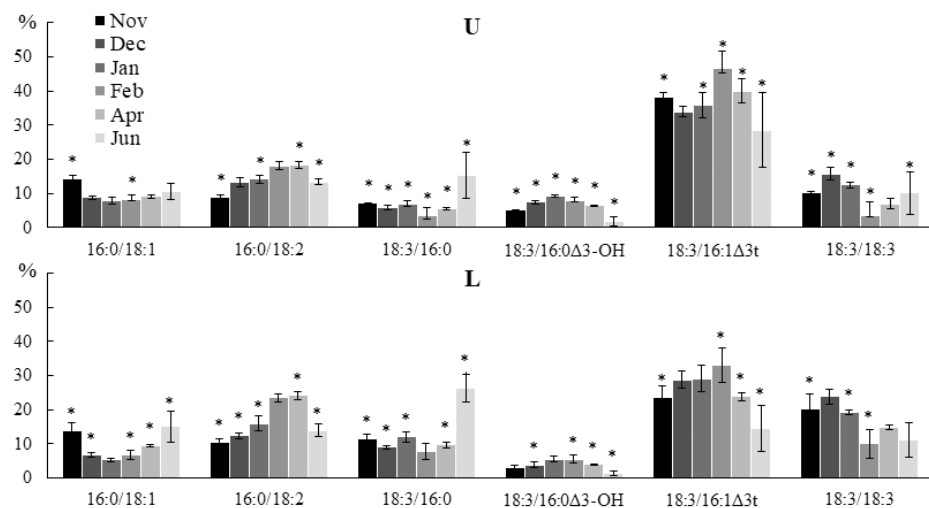 %
U
Nov
Dec
Jan
Feb
Apr
Jun
60
50
40
30
20
10
0
* * * * * * * * * * * * * * * * * * * * * * * * * * *
16:0/18:1 16:0/18:2 18:3/16:0 18:3/16:0Δ3-OH 18:3/16:1Δ3t 18:3/18:3
%
L
60
50
40
30
20
10
0
* * * * * * * * * * * * * * * * * * * * * * * * * *
16:0/18:1 16:0/18:2 18:3/16:0 18:3/16:0Δ3-OH 18:3/16:1Δ3t 18:3/18:3